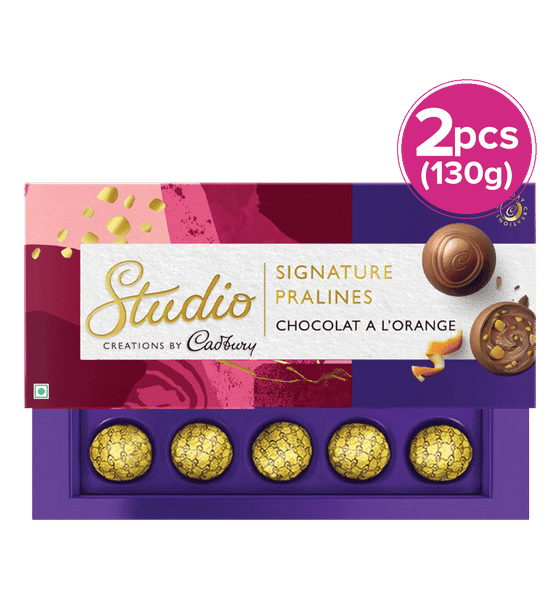 2pcs
(130g)
Studio
CREATIONS BY Cadbury
SIGNATURE
PRALINES
CHOCOLAT A L'ORANGE